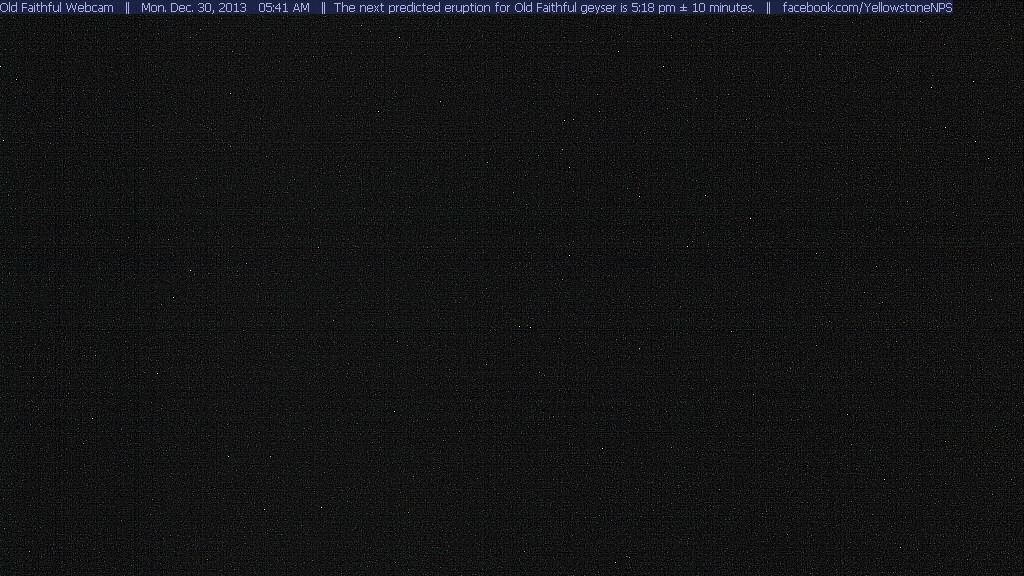 Old Faithful Webcam || Mon. Dec. 30, 2013 05:41 AM || The next predicted eruption for Old Faithful geyser is 5:18 pm ± 10 minutes. || facebook.com/YellowstoneNPS